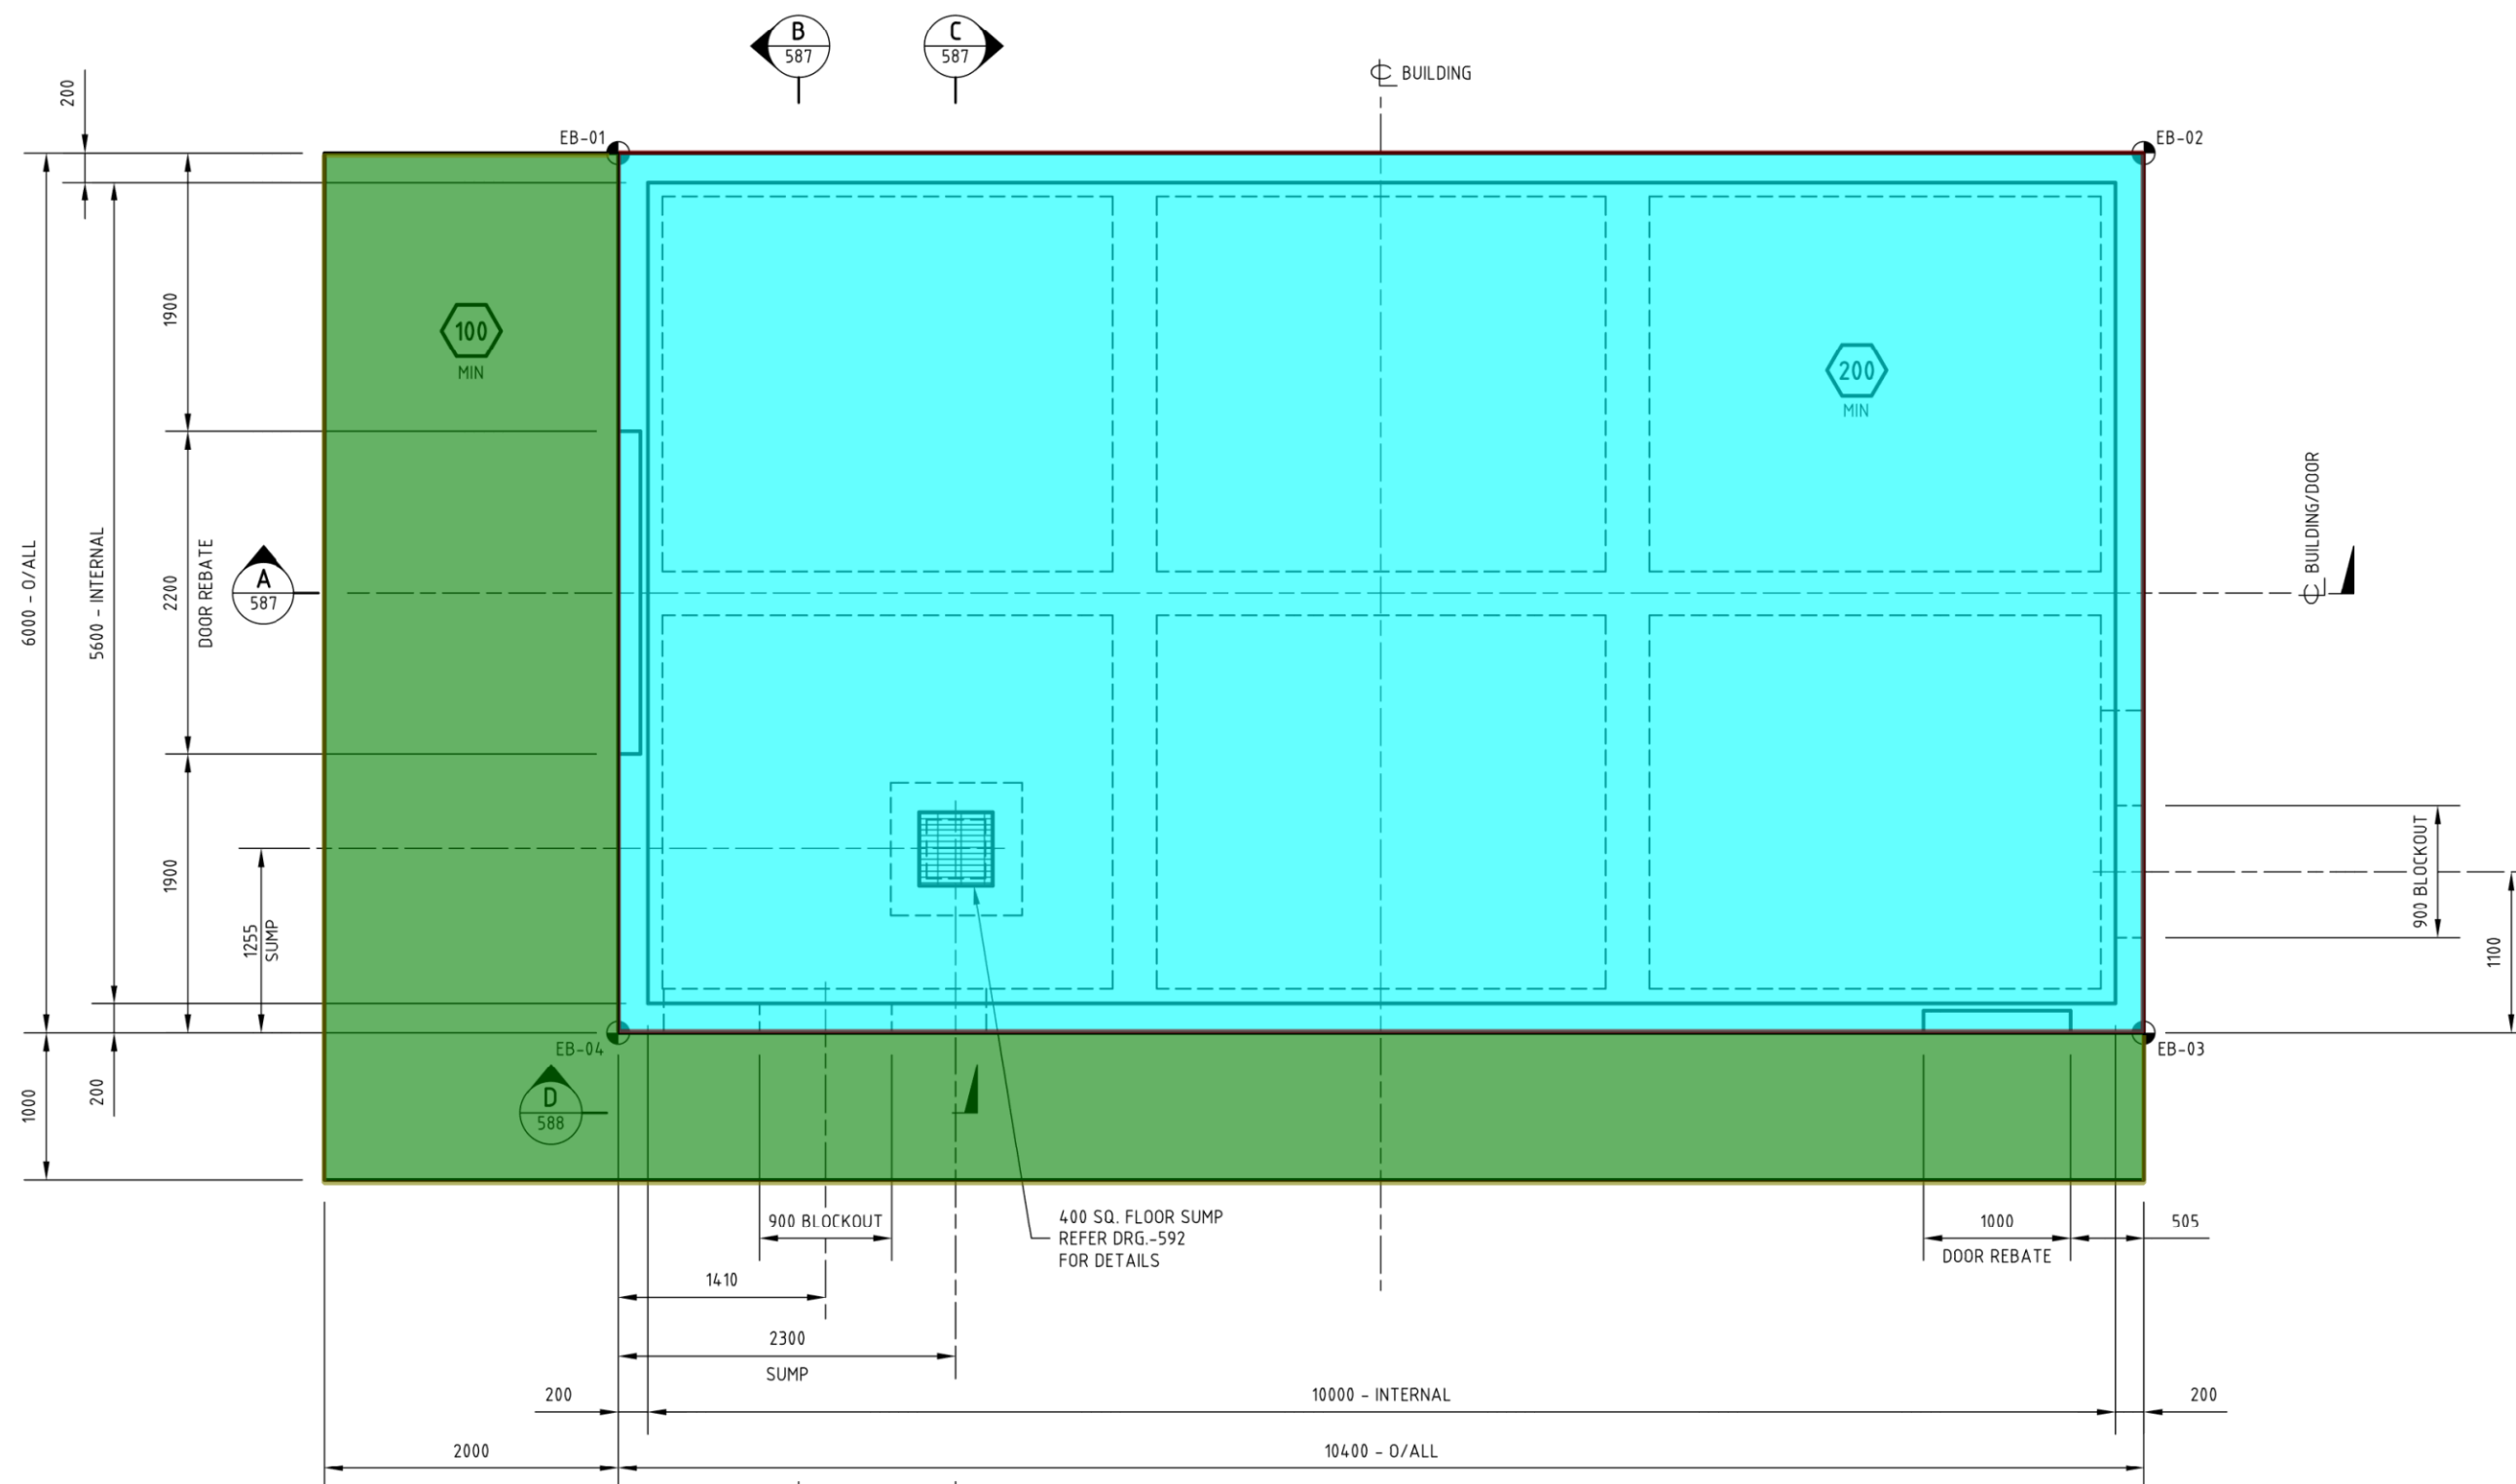 B
587
C
587
℄ BUILDING
200
EB-01
EB-02
100
MIN
200
MIN
1900
6000 - O/ALL
5600 - INTERNAL
2200
DOOR REBATE
A
587
℄ BUILDING/DOOR
1900
1255
SUMP
900 BLOCKOUT
1100
EB-04
EB-03
1000
200
D
588
900 BLOCKOUT
400 SQ. FLOOR SUMP
REFER DRG.-592
FOR DETAILS
1000
DOOR REBATE
505
1410
2300
SUMP
200
10000 - INTERNAL
200
2000
10400 - O/ALL